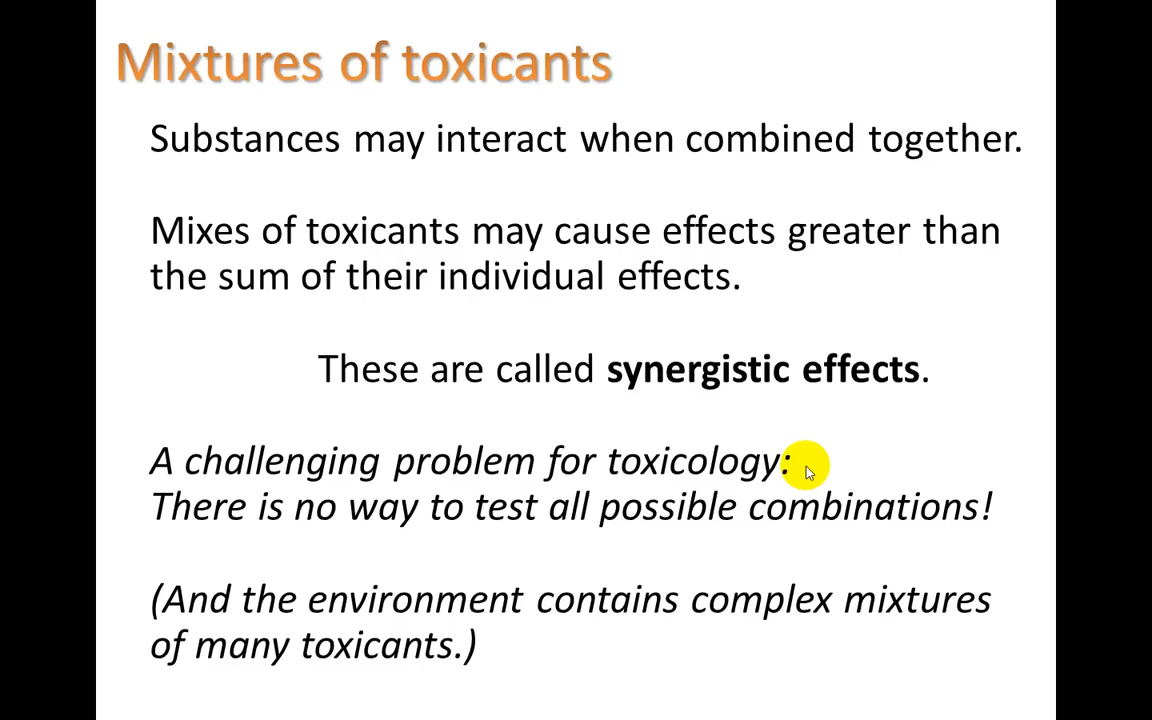 Mixtures of toxicants
Substances may interact when combined together.
Mixes of toxicants may cause effects greater than
the sum of their individual effects.
These are called synergistic effects.
A challenging problem for toxicology:
There is no way to test all possible combinations!
(And the environment contains complex mixtures
of many toxicants.)